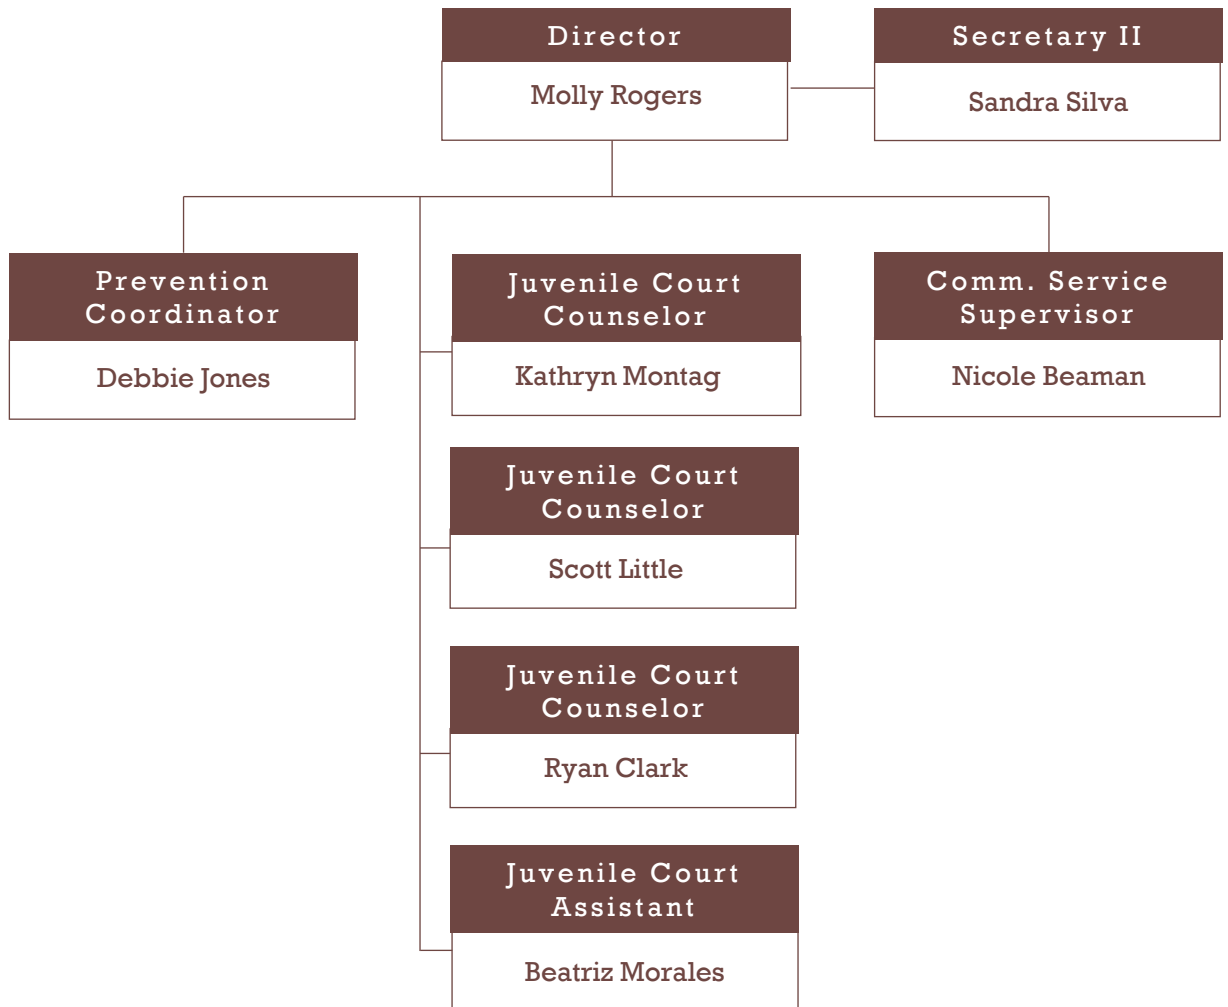 Director
Molly Rogers
Secretary II
Sandra Silva
Prevention
Coordinator
Debbie Jones
Juvenile Court
Counselor
Kathryn Montag
Comm. Service
Supervisor
Nicole Beaman
Juvenile Court
Counselor
Scott Little
Juvenile Court
Counselor
Ryan Clark
Juvenile Court
Assistant
Beatriz Morales